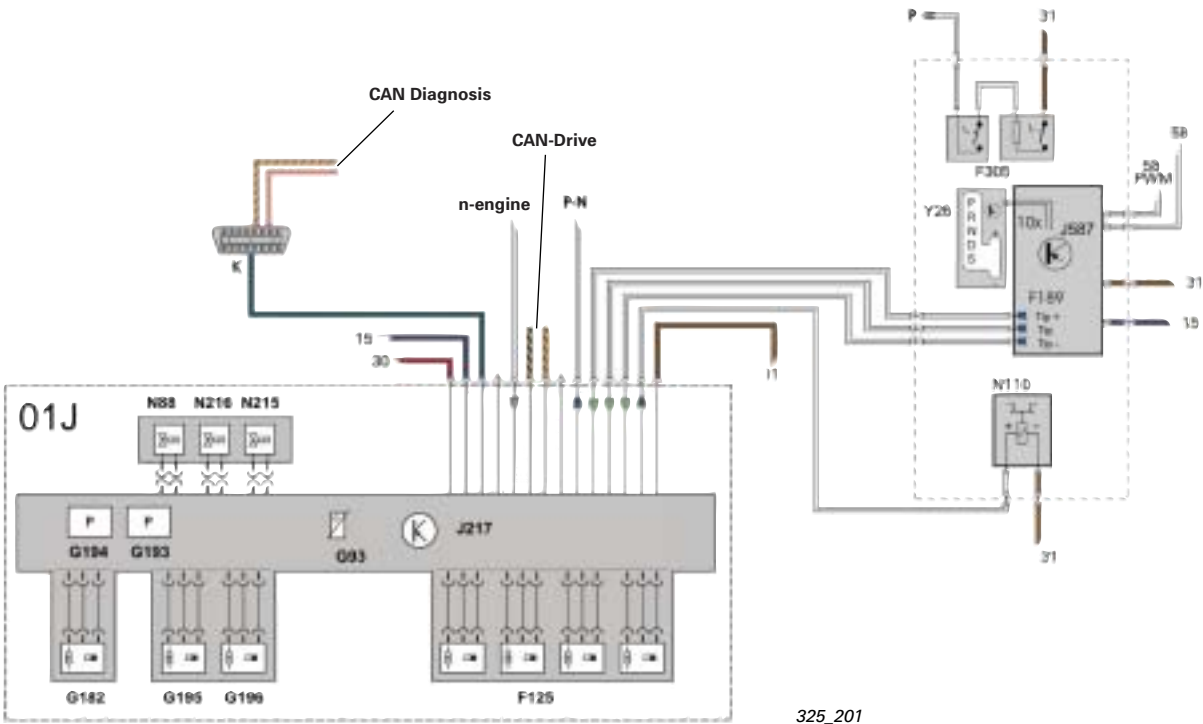 P
31
CAN Diagnosis
CAN-Drive
n-engine
P-N
K
15
30
F305
58
58
PWM
Y26
P
R
N
D
S
10x
J587
F189
Tip +
Tip
Tip -
31
15
N110
31
01J
N88 N216 N215
P
P
G194 G193
G93
J217
G182
G195 G196
F125
325_201